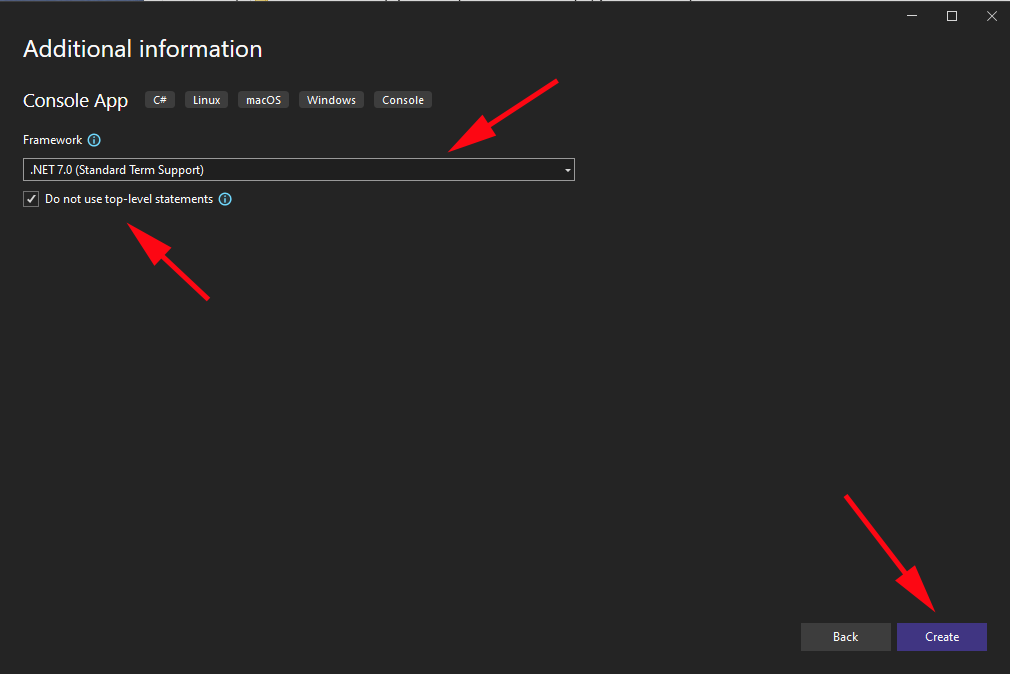 Additional information
Console App C# Linux macOS Windows Console
Framework
.NET 7.0 (Standard Term Support)
Do not use top-level statements
Back Create